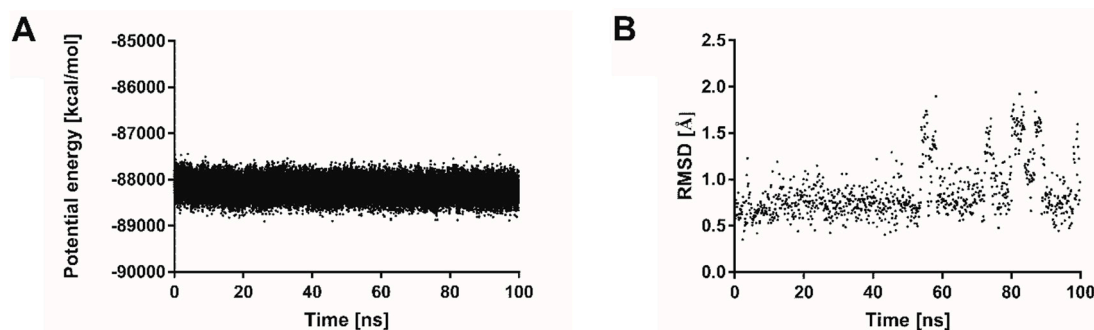 A
Potential energy [kcal/mol]
-85000
-86000
-87000
-88000
-89000
-90000
0 20 40 60 80 100
Time [ns]
B
RMSD [Å]
2.5
2.0
1.5
1.0
0.5
0.0
0 20 40 60 80 100
Time [ns]